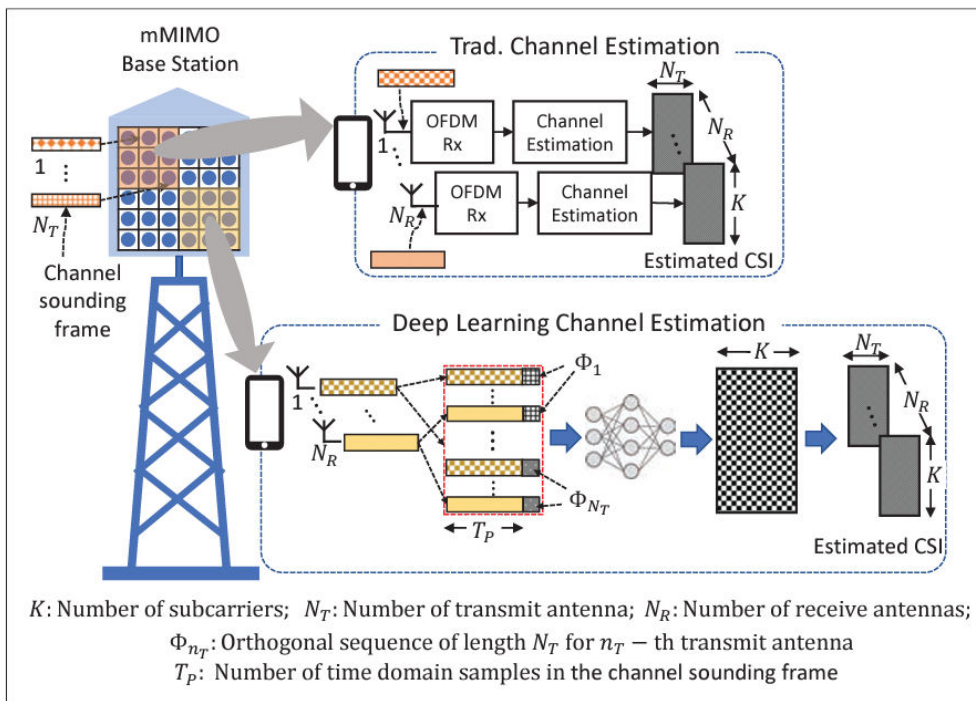 mMIMO
Base Station
1
⋮
N_T
Channel
sounding
frame
Trad. Channel Estimation
1
OFDM
Rx
Channel
Estimation
N_R
OFDM
Rx
Channel
Estimation
N_T
N_R
K
Estimated CSI
Deep Learning Channel Estimation
1
N_R
Φ_1
Φ_{N_T}
T_P
K
N_T
N_R
K
Estimated CSI
K: Number of subcarriers; N_T: Number of transmit antenna; N_R: Number of receive antennas;
Φ_{n_T}: Orthogonal sequence of length N_T for n_T − th transmit antenna
T_P: Number of time domain samples in the channel sounding frame